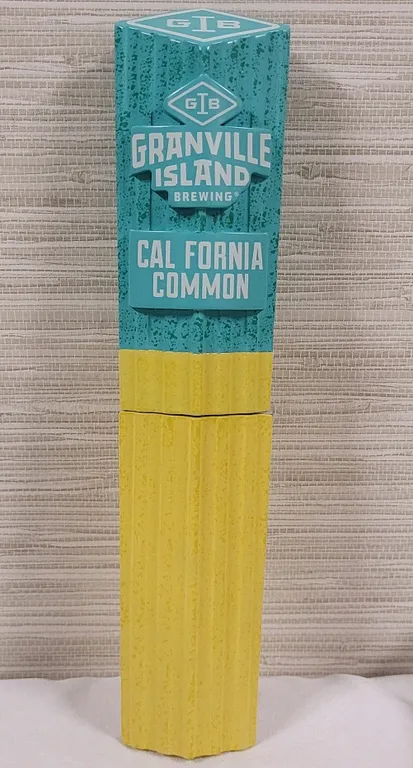 GIB
GIB
GRANVILLE
ISLAND
BREWING
CAL FORNIA
COMMON